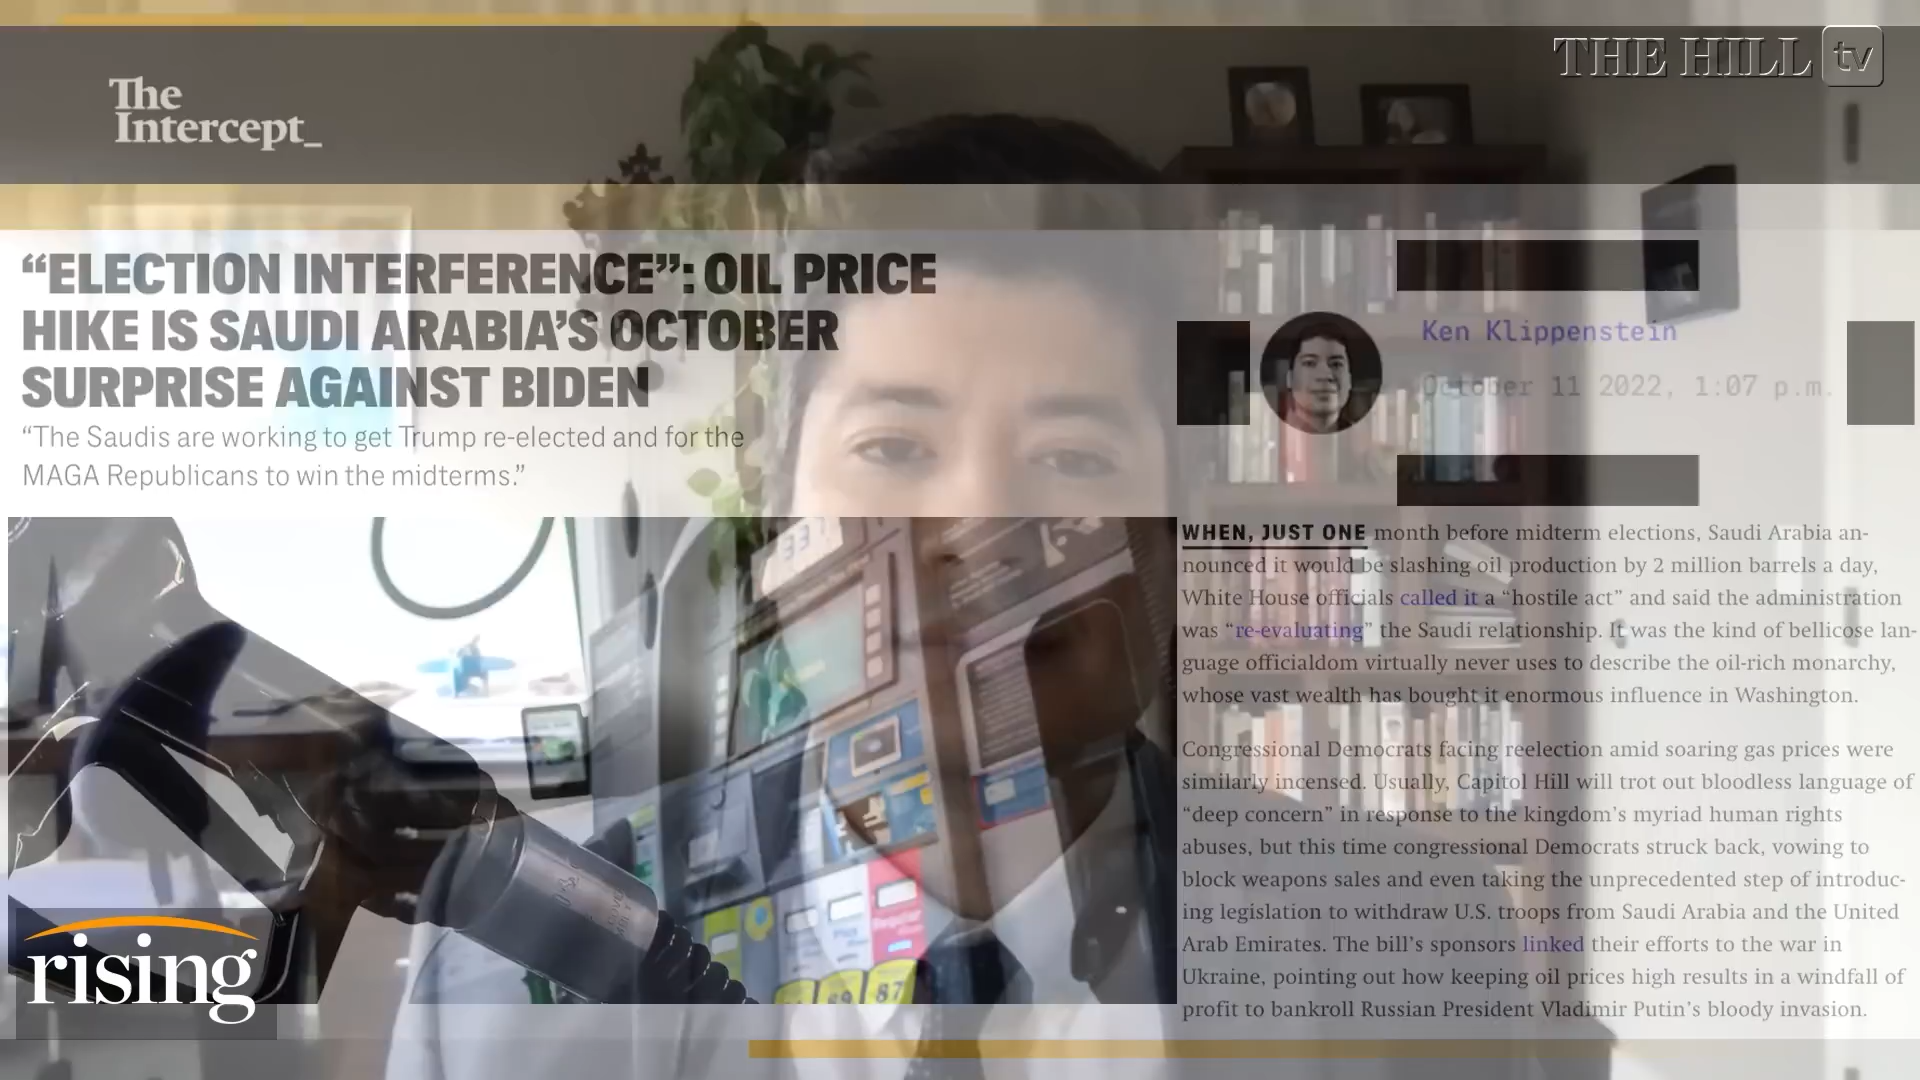 THE HILL tv
The
Intercept_
“ELECTION INTERFERENCE”: OIL PRICE
HIKE IS SAUDI ARABIA’S OCTOBER
SURPRISE AGAINST BIDEN
“The Saudis are working to get Trump re-elected and for the
MAGA Republicans to win the midterms.”
Ken Klippenstein
October 11 2022, 1:07 p.m.
WHEN, JUST ONE month before midterm elections, Saudi Arabia an-
nounced it would be slashing oil production by 2 million barrels a day,
White House officials called it a “hostile act” and said the administration
was “re-evaluating” the Saudi relationship. It was the kind of bellicose lan-
guage officialdom virtually never uses to describe the oil-rich monarchy,
whose vast wealth has bought it enormous influence in Washington.
Congressional Democrats facing reelection amid soaring gas prices were
similarly incensed. Usually, Capitol Hill will trot out bloodless language of
“deep concern” in response to the kingdom’s myriad human rights
abuses, but this time congressional Democrats struck back, vowing to
block weapons sales and even taking the unprecedented step of introduc-
ing legislation to withdraw U.S. troops from Saudi Arabia and the United
Arab Emirates. The bill’s sponsors linked their efforts to the war in
Ukraine, pointing out how keeping oil prices high results in a windfall of
profit to bankroll Russian President Vladimir Putin’s bloody invasion.
337
89 87
rising